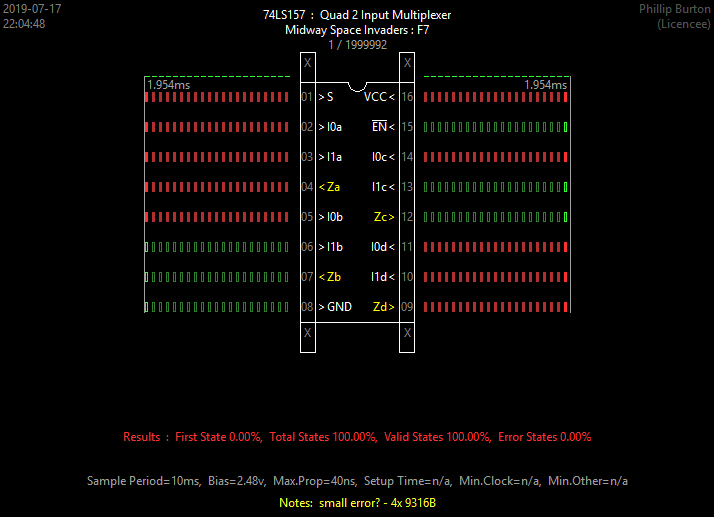 2019-07-17
22:04:48
74LS157 : Quad 2 Input Multiplexer
Midway Space Invaders : F7
1 / 1999992
Phillip Burton
(Licencee)
X X
1.954ms 1.954ms
01 >S VCC< 16
02 >I0a EN< 15
03 >I1a I0c< 14
04 <Za I1c< 13
05 >I0b Zc> 12
06 >I1b I0d< 11
07 <Zb I1d< 10
08 >GND Zd> 09
X X
Results : First State 0.00%, Total States 100.00%, Valid States 100.00%, Error States 0.00%
Sample Period=10ms, Bias=2.48v, Max.Prop=40ns, Setup Time=n/a, Min.Clock=n/a, Min.Other=n/a
Notes: small error? - 4x 9316B